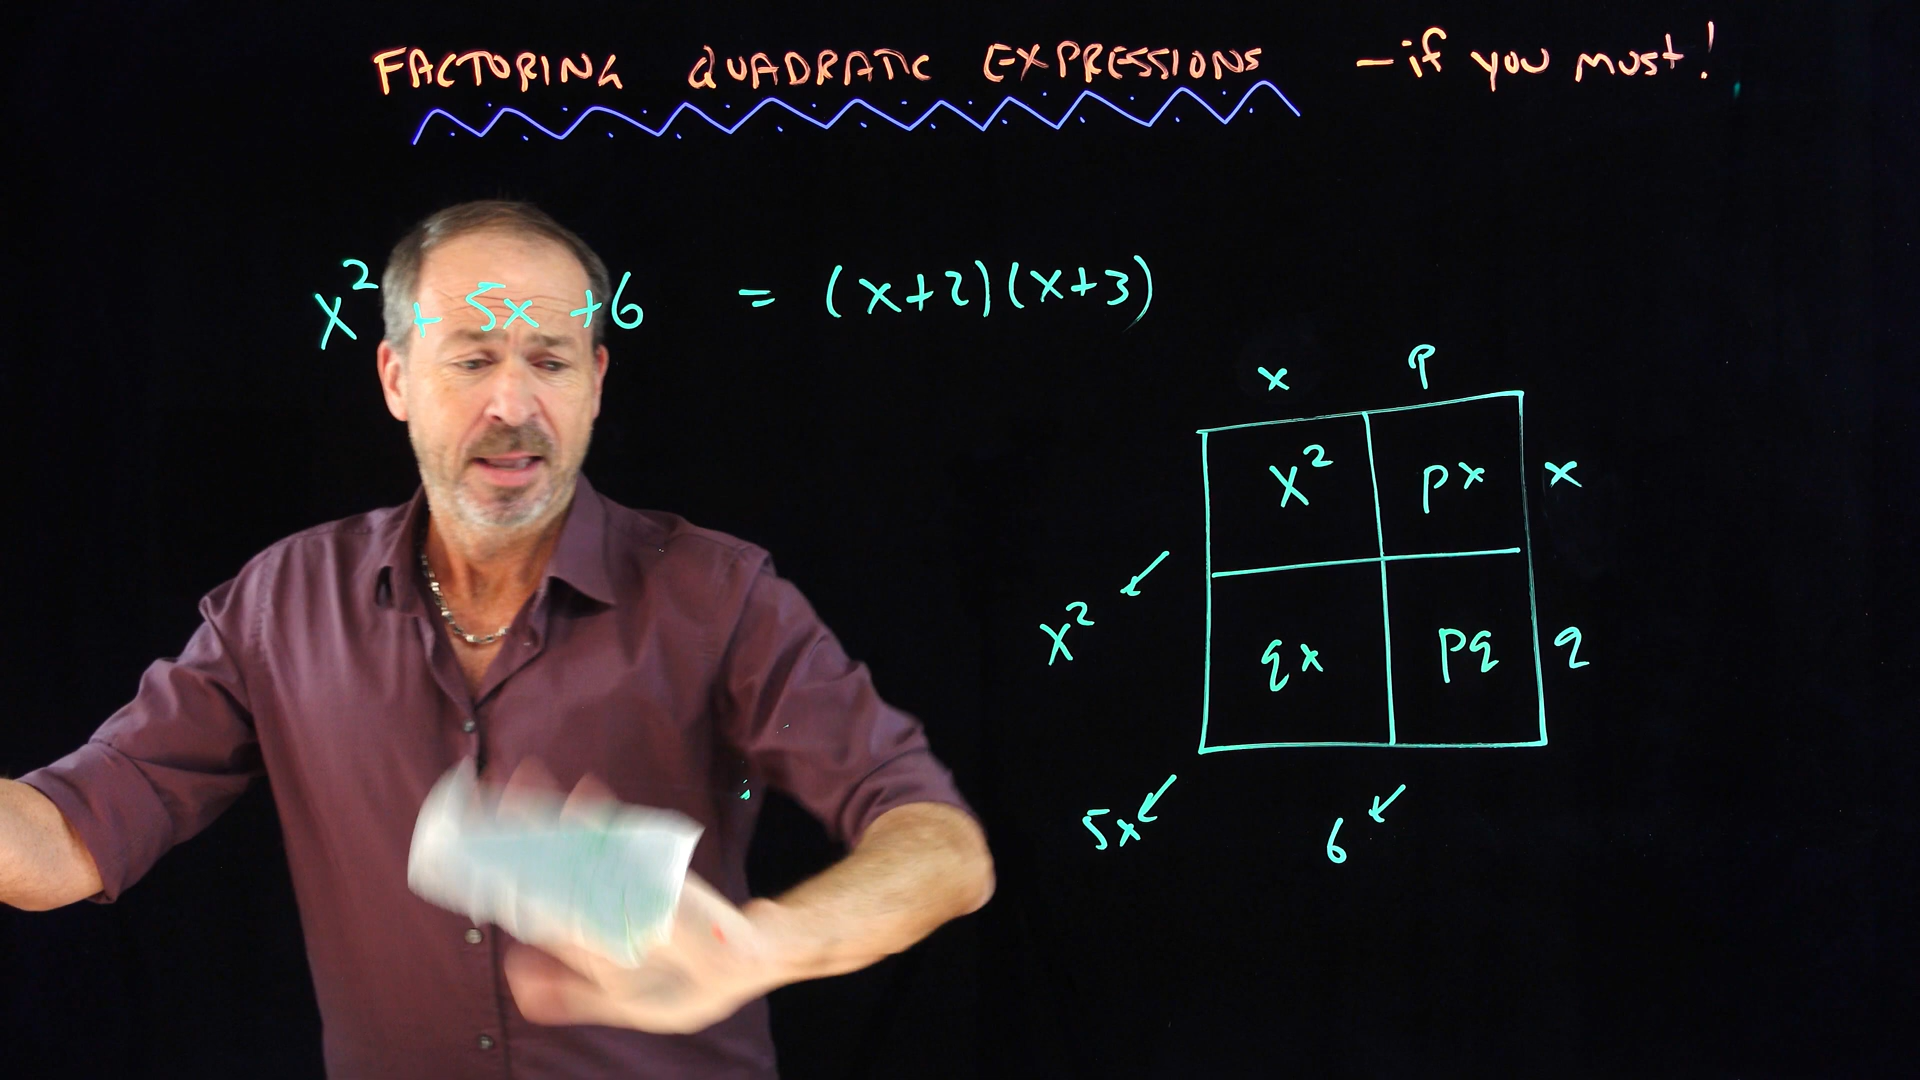 FACTORING QUADRATIC EXPRESSIONS – if you must!
x² + 5x + 6 = (x+2)(x+3)
x p
x² px x
x²
qx pq q
5x 6